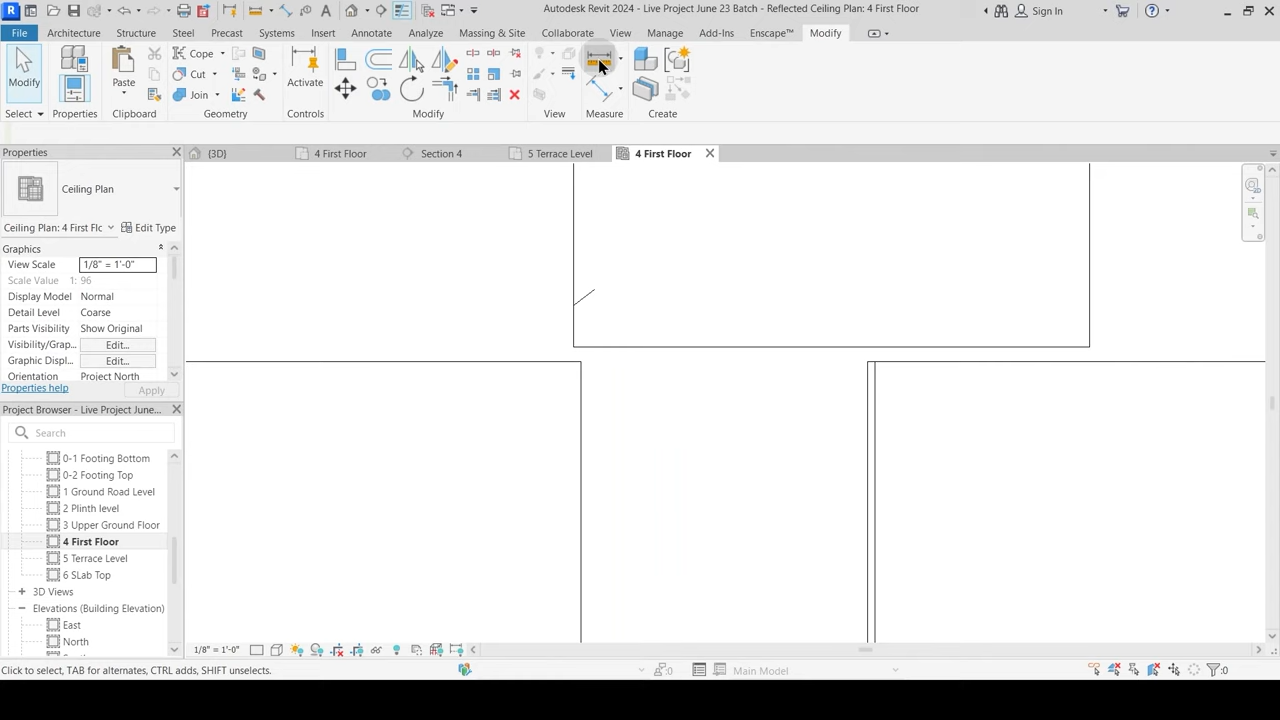 Autodesk Revit 2024 - Live Project June 23 Batch - Reflected Ceiling Plan: 4 First Floor
Sign In
File Architecture Structure Steel Precast Systems Insert Annotate Analyze Massing & Site Collaborate View Manage Add-Ins Enscape™ Modify
Modify Paste Cope Cut Join Activate
Select Properties Clipboard Geometry Controls Modify View Measure Create
Properties
{3D} 4 First Floor Section 4 5 Terrace Level 4 First Floor
Ceiling Plan
Ceiling Plan: 4 First Flc Edit Type
Graphics
View Scale 1/8" = 1'-0"
Scale Value 1: 96
Display Model Normal
Detail Level Coarse
Parts Visibility Show Original
Visibility/Grap... Edit...
Graphic Displ... Edit...
Orientation Project North
Properties help Apply
Project Browser - Live Project June...
Search
0-1 Footing Bottom
0-2 Footing Top
1 Ground Road Level
2 Plinth level
3 Upper Ground Floor
4 First Floor
5 Terrace Level
6 SLab Top
3D Views
Elevations (Building Elevation)
East
North
1/8" = 1'-0"
Click to select, TAB for alternates, CTRL adds, SHIFT unselects. :0 Main Model :0